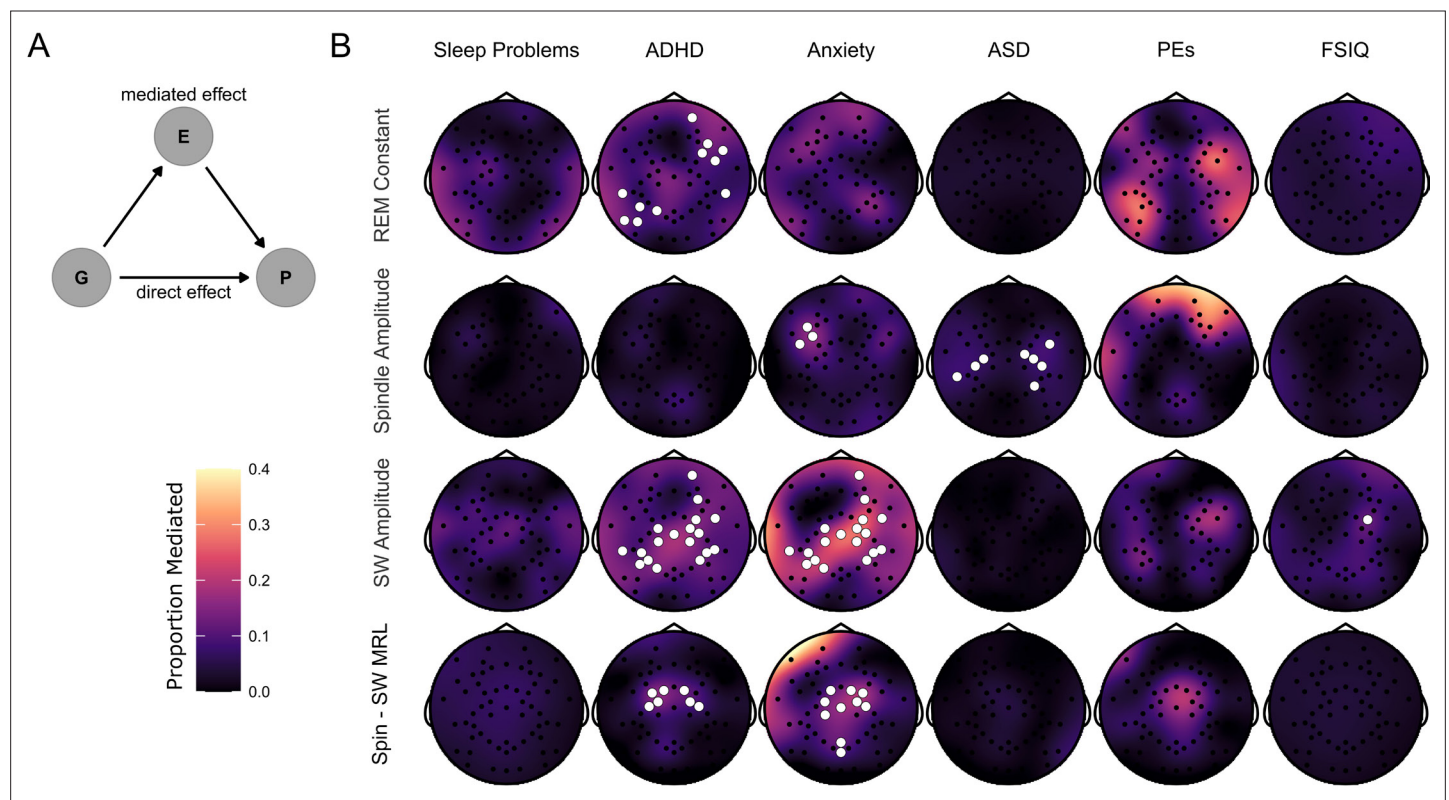 A
mediated effect
E
G
P
direct effect
Proportion Mediated
0.4
0.3
0.2
0.1
0.0
B
Sleep Problems ADHD Anxiety ASD PEs FSIQ
REM Constant
Spindle Amplitude
SW Amplitude
Spin - SW MRL